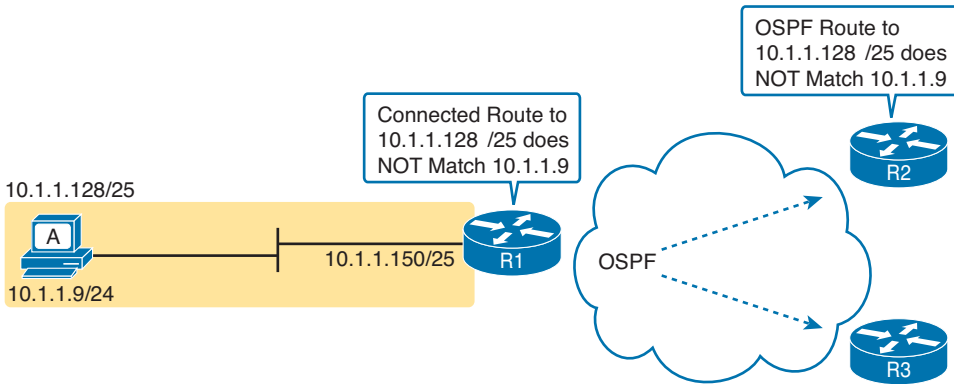 OSPF Route to
10.1.1.128 /25 does
NOT Match 10.1.1.9
Connected Route to
10.1.1.128 /25 does
NOT Match 10.1.1.9
R2
10.1.1.128/25
A
10.1.1.150/25
R1
OSPF
10.1.1.9/24
R3